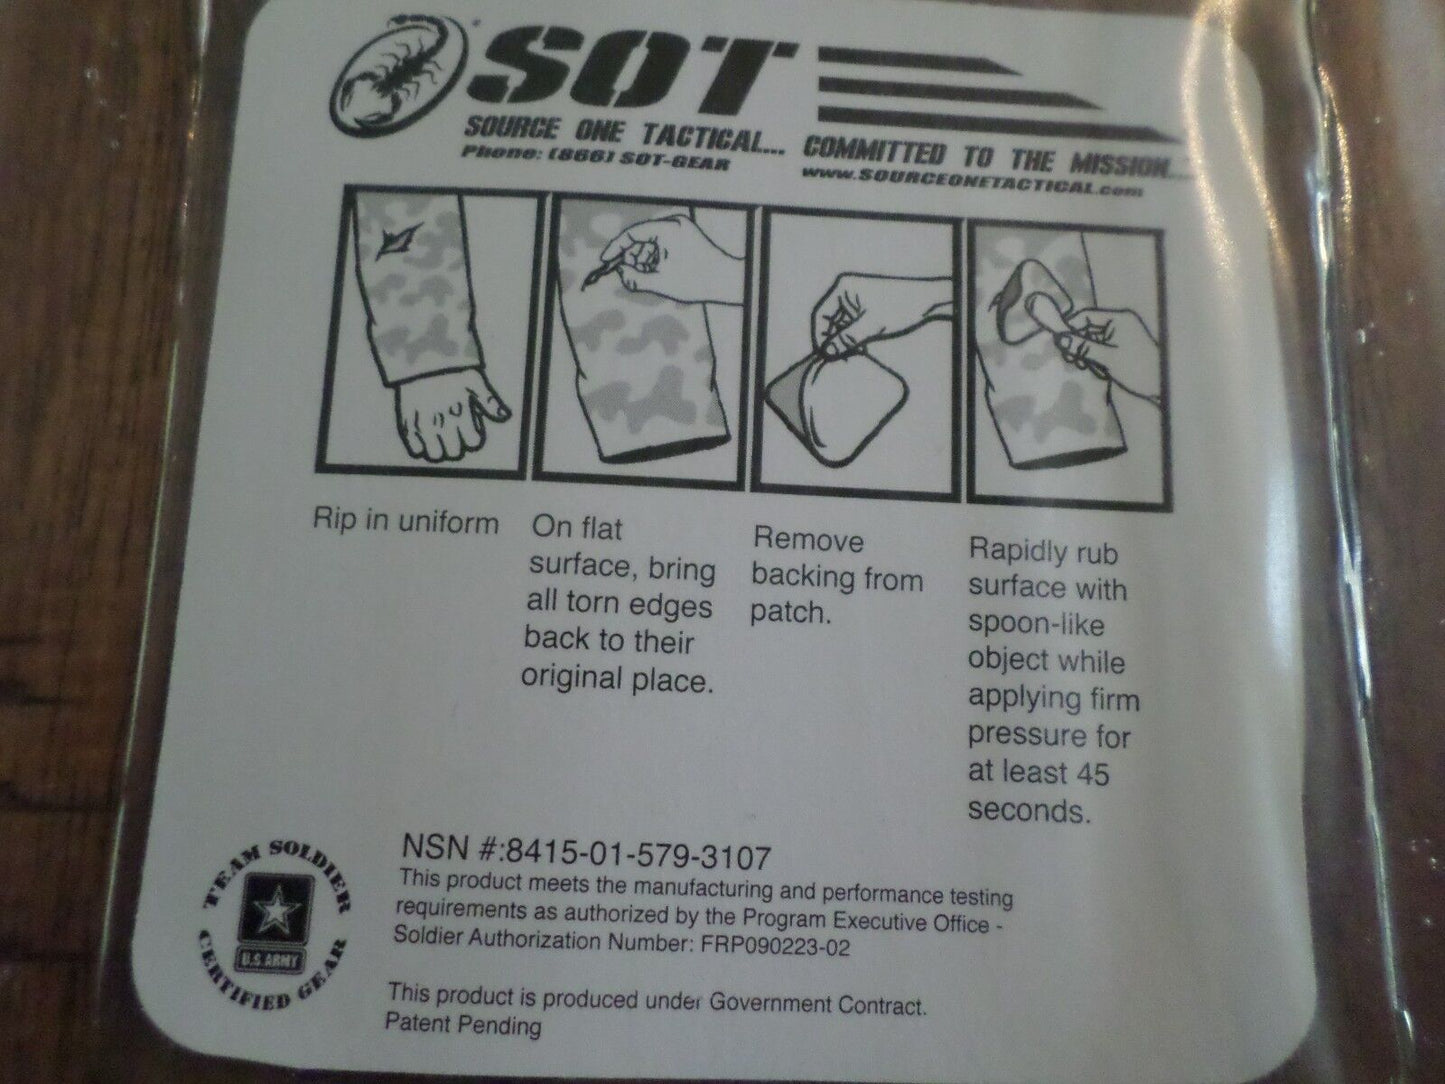 SOT
SOURCE ONE TACTICAL... COMMITTED TO THE MISSION...
Phone: (866) SOT-GEAR
www.SOURCEONETACTICAL.com
Rip in uniform
On flat
surface, bring
all torn edges
back to their
original place.
Remove
backing from
patch.
Rapidly rub
surface with
spoon-like
object while
applying firm
pressure for
at least 45
seconds.
TEAM SOLDIER
U.S. ARMY
CERTIFIED GEAR
NSN #:8415-01-579-3107
This product meets the manufacturing and performance testing
requirements as authorized by the Program Executive Office -
Soldier Authorization Number: FRP090223-02
This product is produced under Government Contract.
Patent Pending